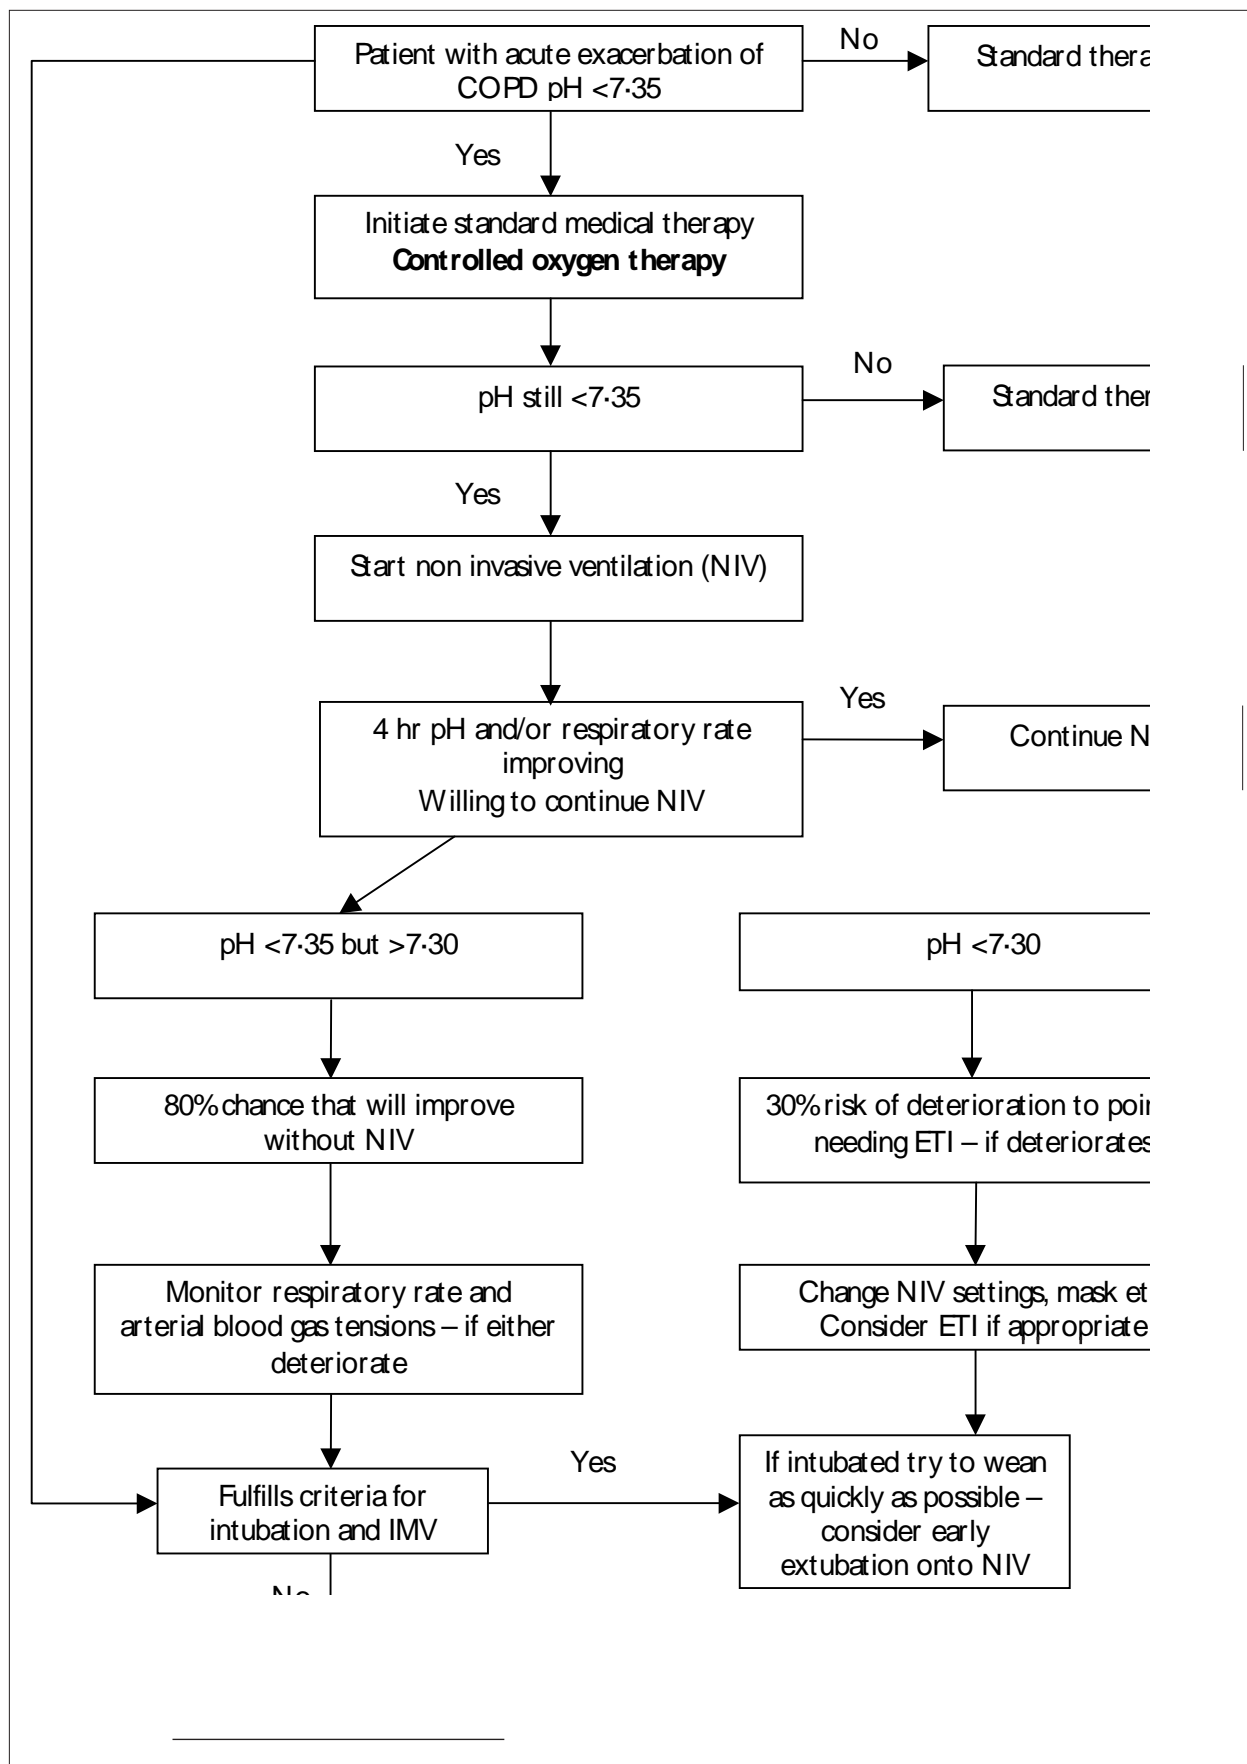 Patient with acute exacerbation of
COPD pH <7·35
No
Standard thera
Yes
Initiate standard medical therapy
Controlled oxygen therapy
pH still <7·35
No
Standard ther
Yes
Start non invasive ventilation (NIV)
4 hr pH and/or respiratory rate
improving
Willing to continue NIV
Yes
Continue N
pH <7·35 but >7·30
pH <7·30
80% chance that will improve
without NIV
30% risk of deterioration to poin
needing ETI – if deteriorates
Monitor respiratory rate and
arterial blood gas tensions – if either
deteriorate
Change NIV settings, mask et
Consider ETI if appropriate
Fulfills criteria for
intubation and IMV
Yes
If intubated try to wean
as quickly as possible –
consider early
extubation onto NIV
No